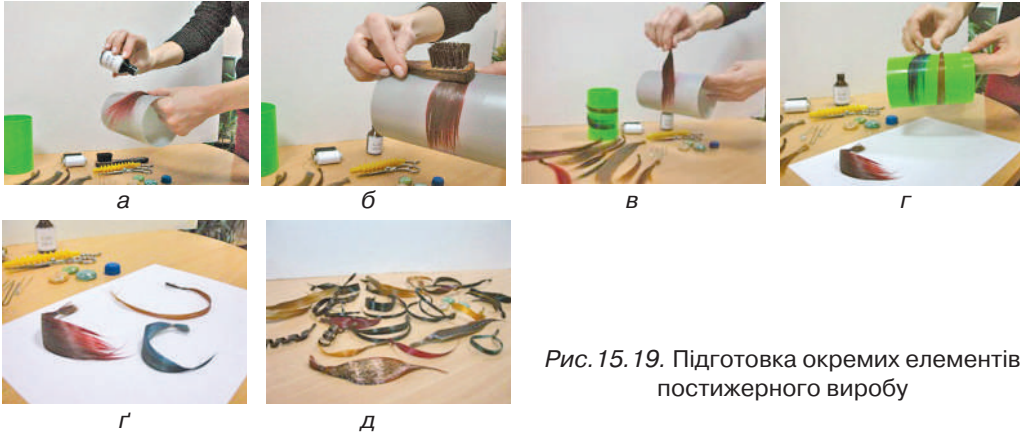 а
б
в
г
ґ
д
Рис. 15.19. Підготовка окремих елементів
постижерного виробу